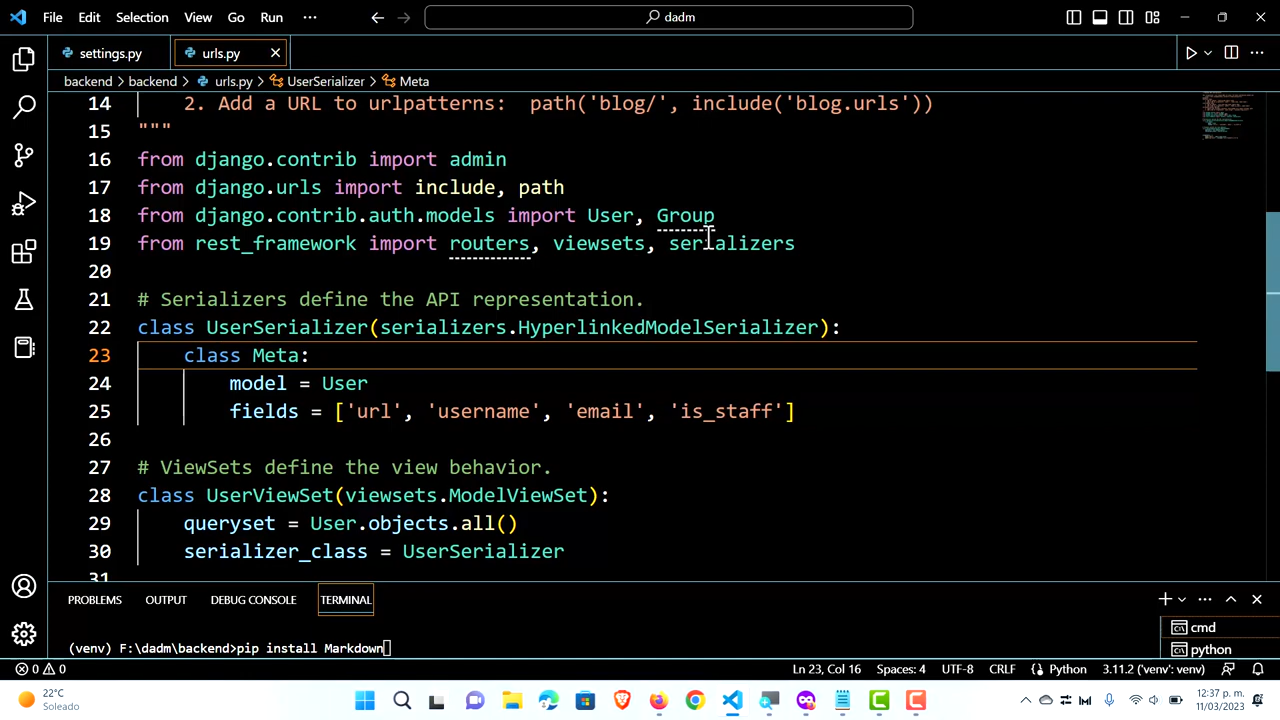 File Edit Selection View Go Run ··· dadm
settings.py urls.py
backend > backend > urls.py > UserSerializer > Meta
14 2. Add a URL to urlpatterns:  path('blog/', include('blog.urls'))
15 """
16 from django.contrib import admin
17 from django.urls import include, path
18 from django.contrib.auth.models import User, Group
19 from rest_framework import routers, viewsets, serializers
20
21 # Serializers define the API representation.
22 class UserSerializer(serializers.HyperlinkedModelSerializer):
23 class Meta:
24 model = User
25 fields = ['url', 'username', 'email', 'is_staff']
26
27 # ViewSets define the view behavior.
28 class UserViewSet(viewsets.ModelViewSet):
29 queryset = User.objects.all()
30 serializer_class = UserSerializer
31
PROBLEMS OUTPUT DEBUG CONSOLE TERMINAL
cmd
(venv) F:\dadm\backend>pip install Markdown
python
0 0 Ln 23, Col 16 Spaces: 4 UTF-8 CRLF Python 3.11.2 ('venv': venv)
22°C
Soleado
12:37 p. m.
11/03/2023